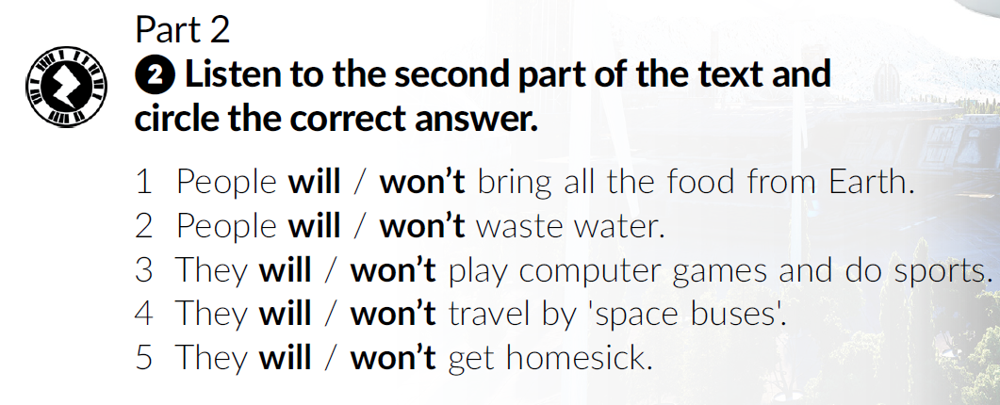 Part 2
2 Listen to the second part of the text and
circle the correct answer.
1 People will / won't bring all the food from Earth.
2 People will / won't waste water.
3 They will / won't play computer games and do sports.
4 They will / won't travel by 'space buses'.
5 They will / won't get homesick.